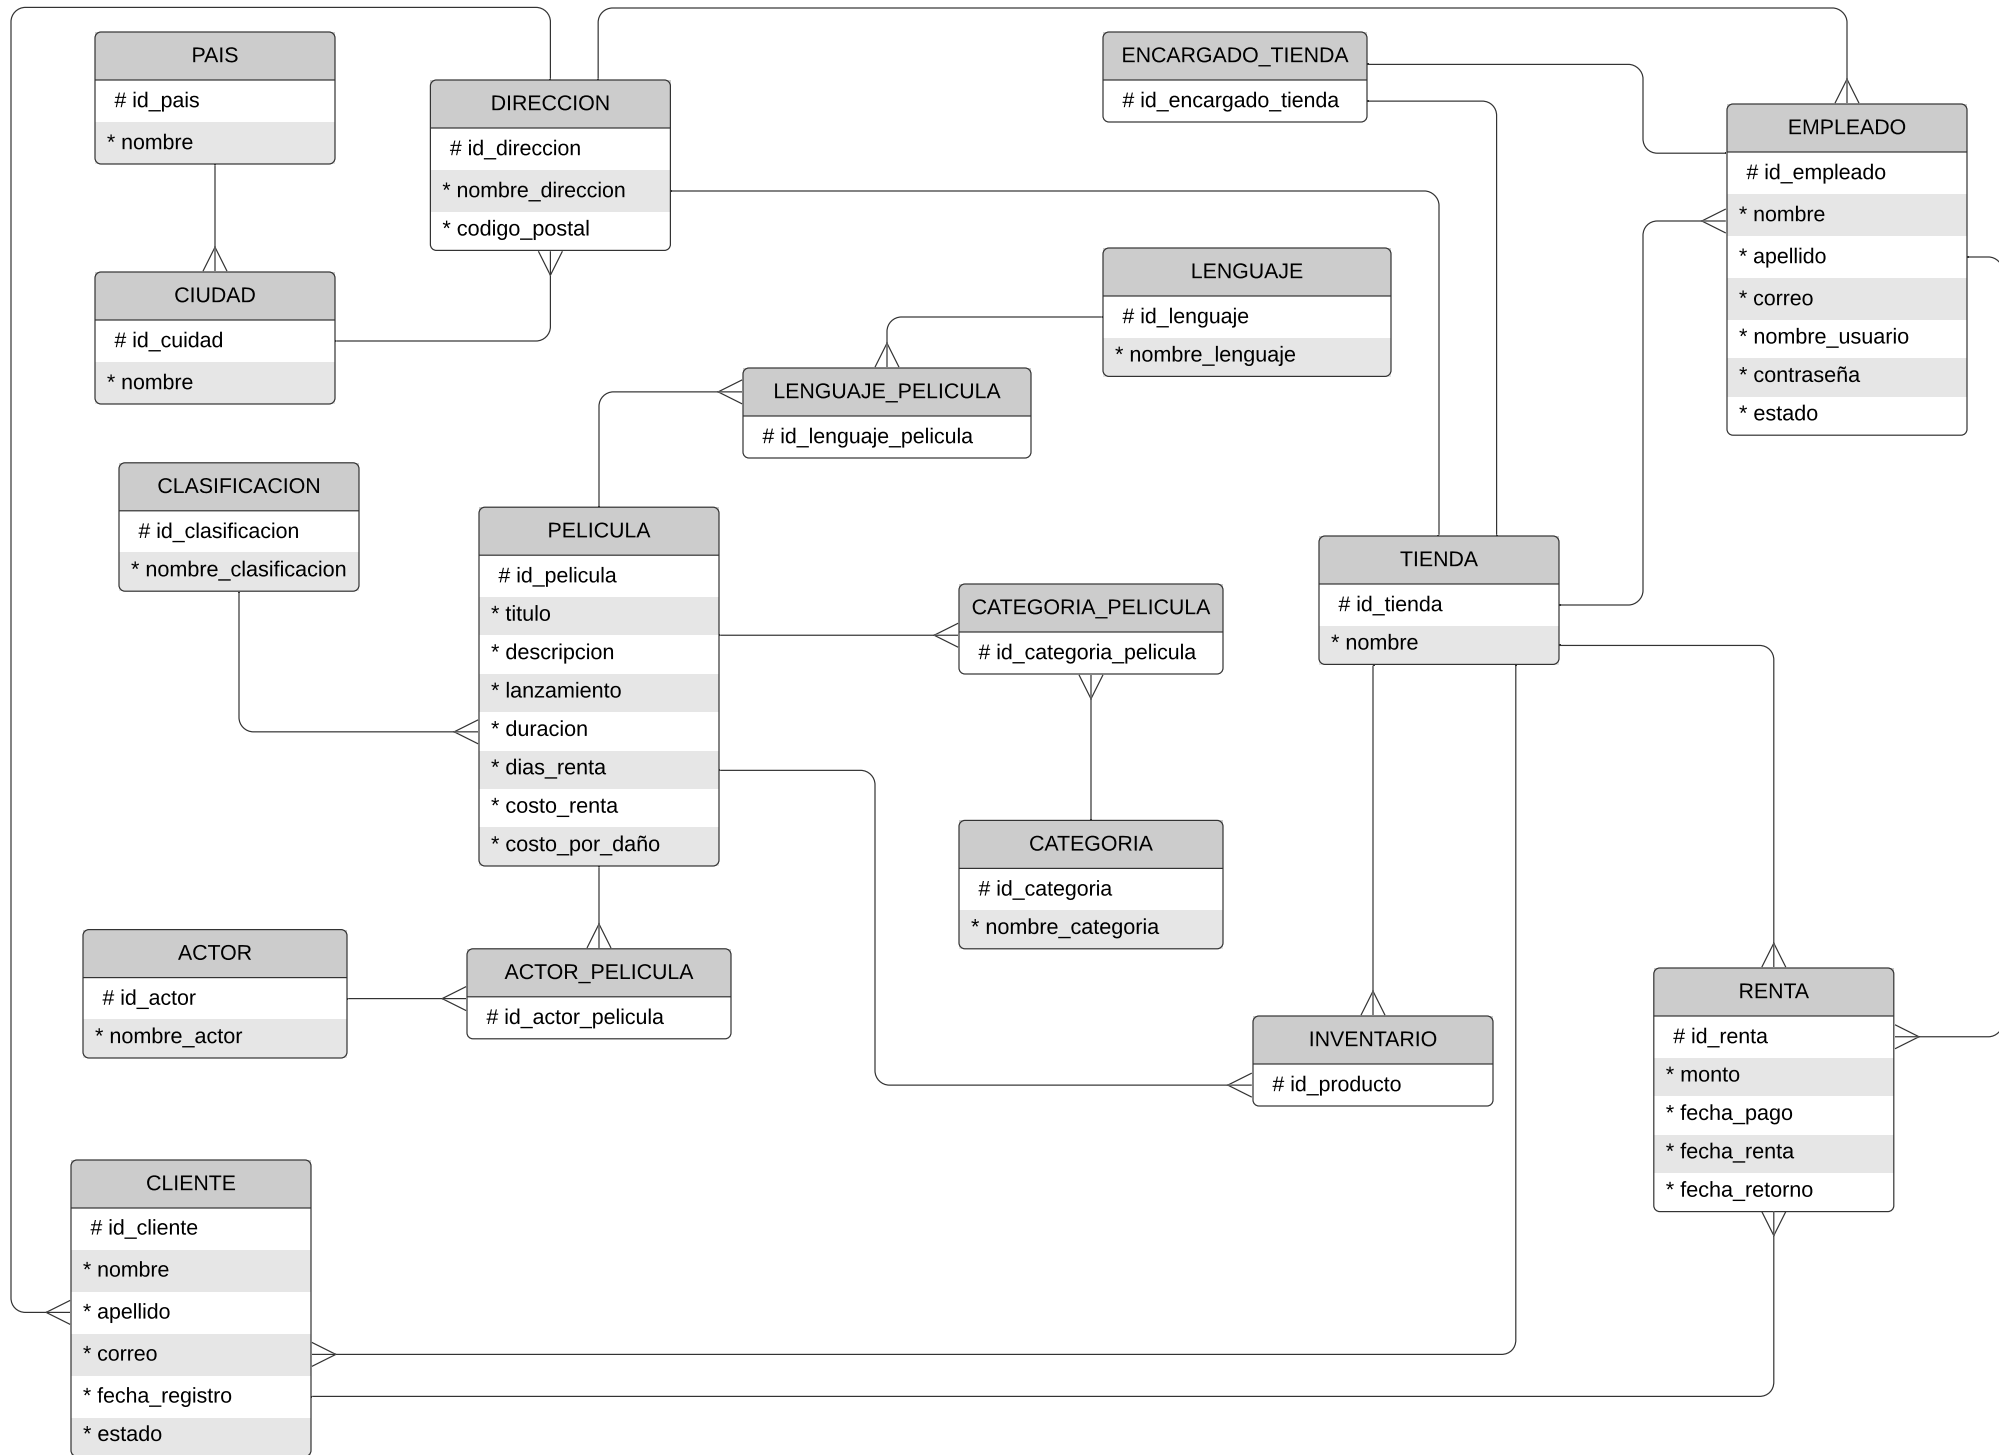 PAIS
# id_pais
* nombre
DIRECCION
# id_direccion
* nombre_direccion
* codigo_postal
ENCARGADO_TIENDA
# id_encargado_tienda
EMPLEADO
# id_empleado
* nombre
* apellido
* correo
* nombre_usuario
* contraseña
* estado
CIUDAD
# id_cuidad
* nombre
LENGUAJE
# id_lenguaje
* nombre_lenguaje
LENGUAJE_PELICULA
# id_lenguaje_pelicula
CLASIFICACION
# id_clasificacion
* nombre_clasificacion
PELICULA
# id_pelicula
* titulo
* descripcion
* lanzamiento
* duracion
* dias_renta
* costo_renta
* costo_por_daño
CATEGORIA_PELICULA
# id_categoria_pelicula
TIENDA
# id_tienda
* nombre
CATEGORIA
# id_categoria
* nombre_categoria
ACTOR
# id_actor
* nombre_actor
ACTOR_PELICULA
# id_actor_pelicula
INVENTARIO
# id_producto
RENTA
# id_renta
* monto
* fecha_pago
* fecha_renta
* fecha_retorno
CLIENTE
# id_cliente
* nombre
* apellido
* correo
* fecha_registro
* estado